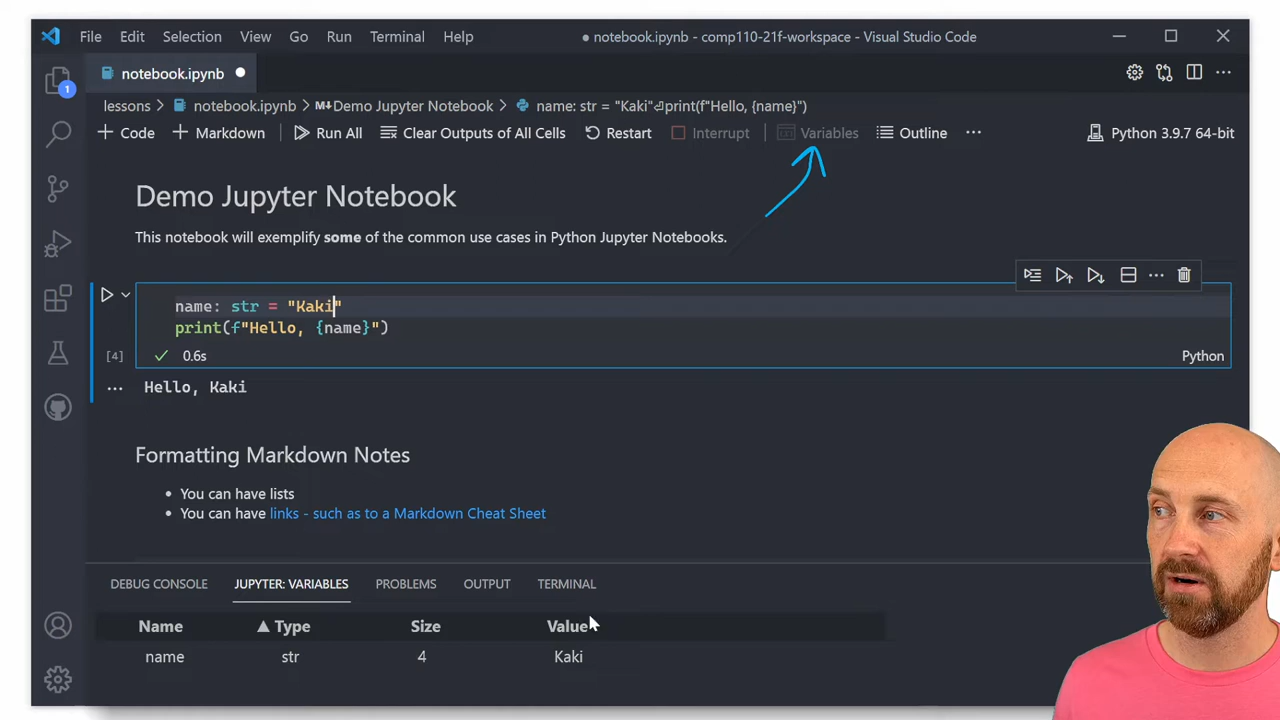 File Edit Selection View Go Run Terminal Help ● notebook.ipynb - comp110-21f-workspace - Visual Studio Code
notebook.ipynb
1
lessons > notebook.ipynb > M↓Demo Jupyter Notebook > name: str = "Kaki"⏎print(f"Hello, {name}")
+ Code + Markdown Run All Clear Outputs of All Cells Restart Interrupt Variables Outline ... Python 3.9.7 64-bit
Demo Jupyter Notebook
This notebook will exemplify some of the common use cases in Python Jupyter Notebooks.
name: str = "Kaki"
print(f"Hello, {name}")
[4] ✓ 0.6s Python
... Hello, Kaki
Formatting Markdown Notes
• You can have lists
• You can have links - such as to a Markdown Cheat Sheet
DEBUG CONSOLE JUPYTER: VARIABLES PROBLEMS OUTPUT TERMINAL
Name ▲ Type Size Value
name str 4 Kaki